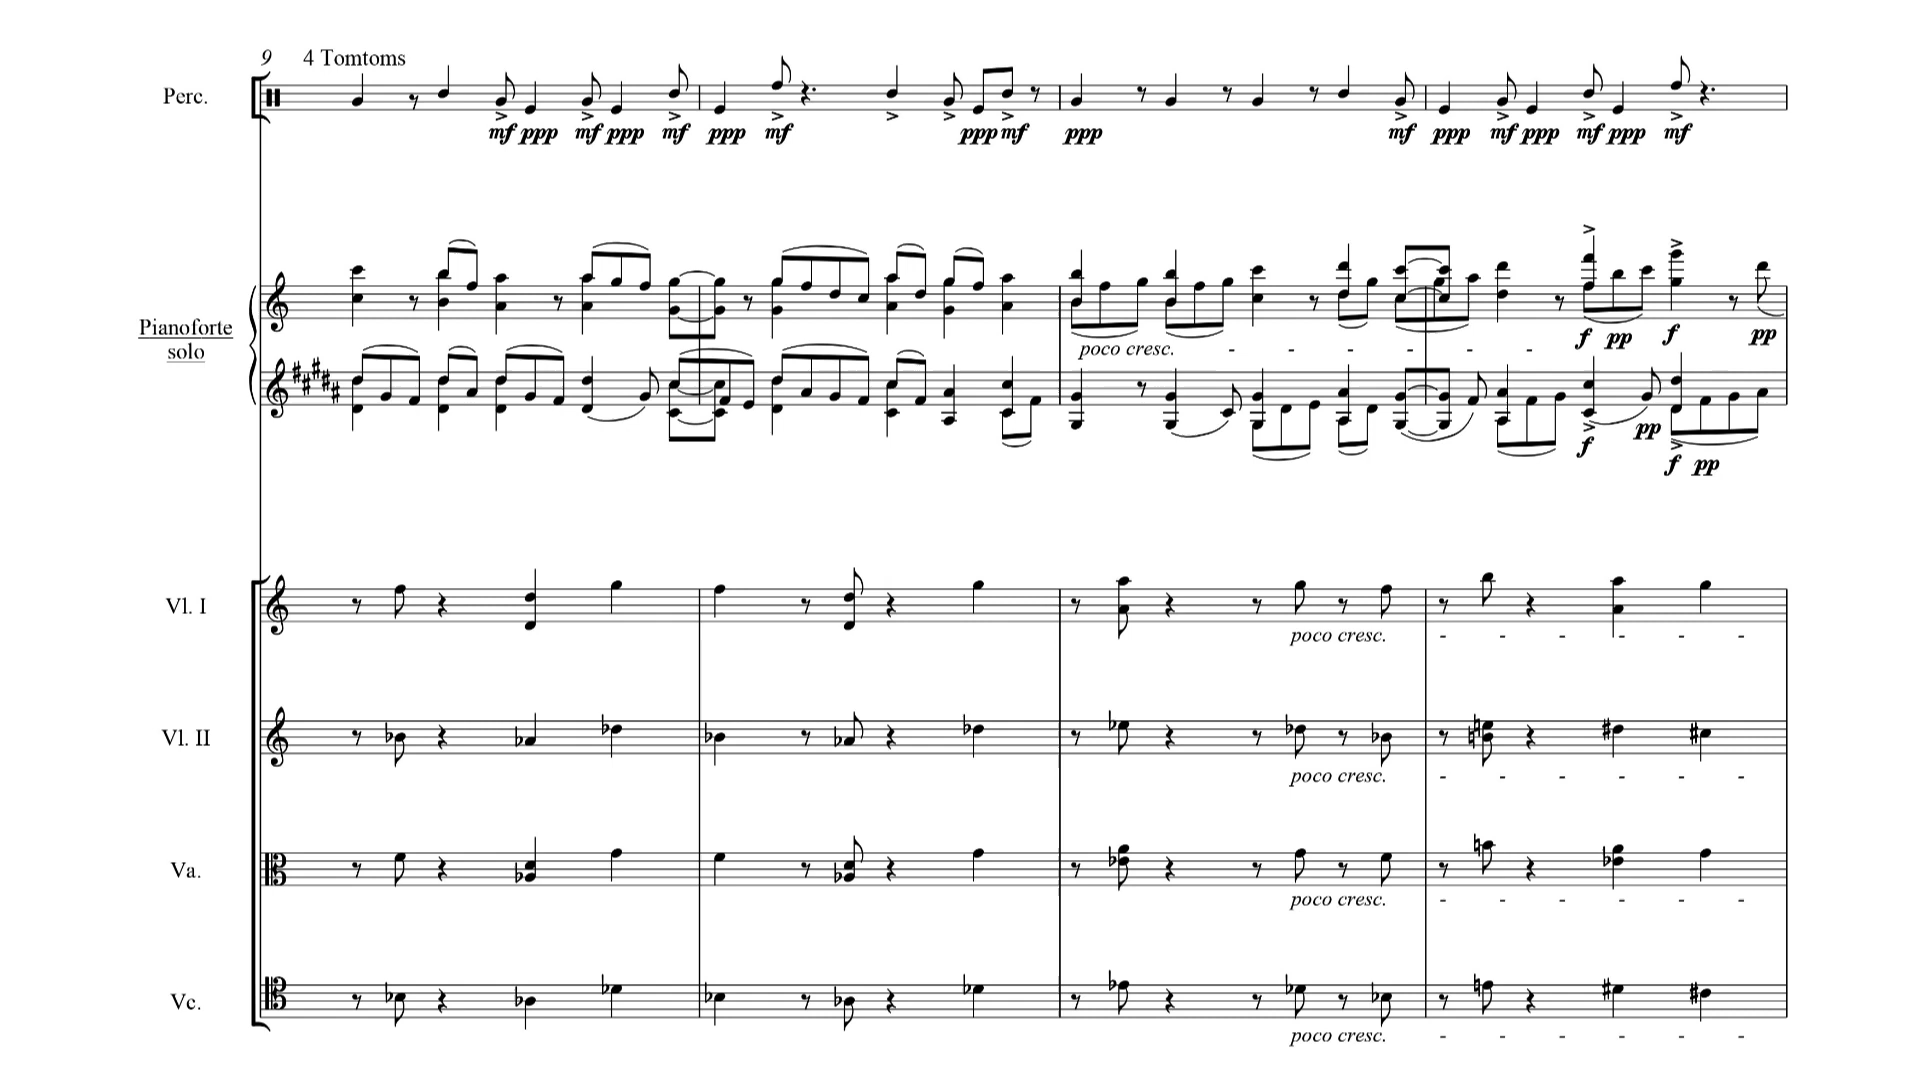 9 4 Tomtoms
Perc.
mf ppp mf ppp mf ppp mf ppp mf ppp mf ppp mf ppp mf ppp mf
Pianoforte
solo
poco cresc. - - - - - - f pp f pp
f pp
f pp
Vl. I
poco cresc. - - - - - -
Vl. II
poco cresc. - - - - - -
Va.
poco cresc. - - - - - -
Vc.
poco cresc. - - - - - -